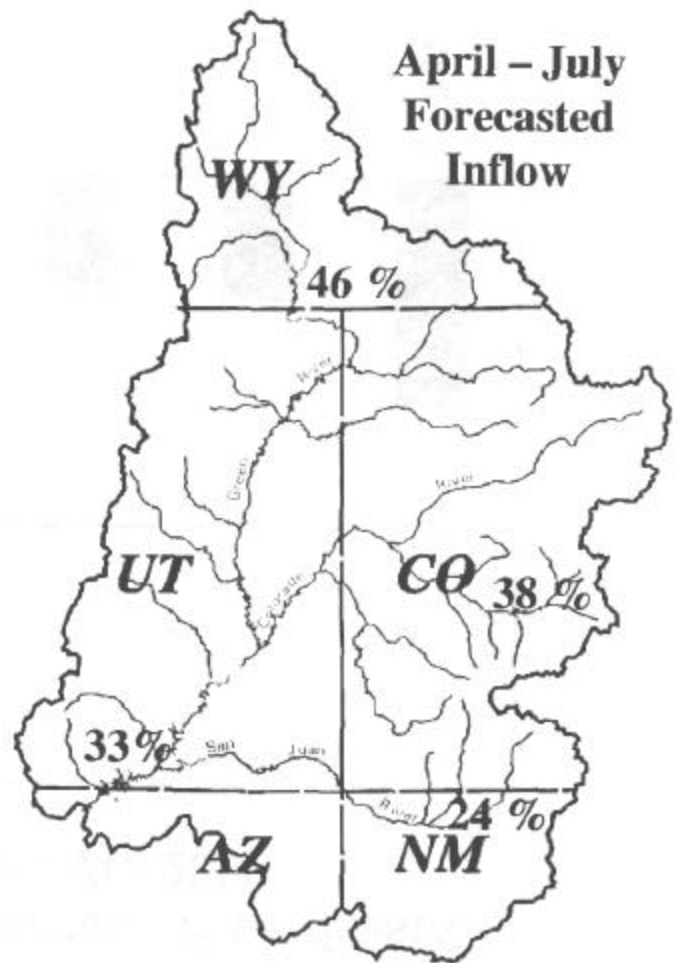 April – July
Forecasted
Inflow
WY
46 %
River
Green
River
UT
CO
Colorado
38 %
33%
San Juan
River
24 %
AZ
NM